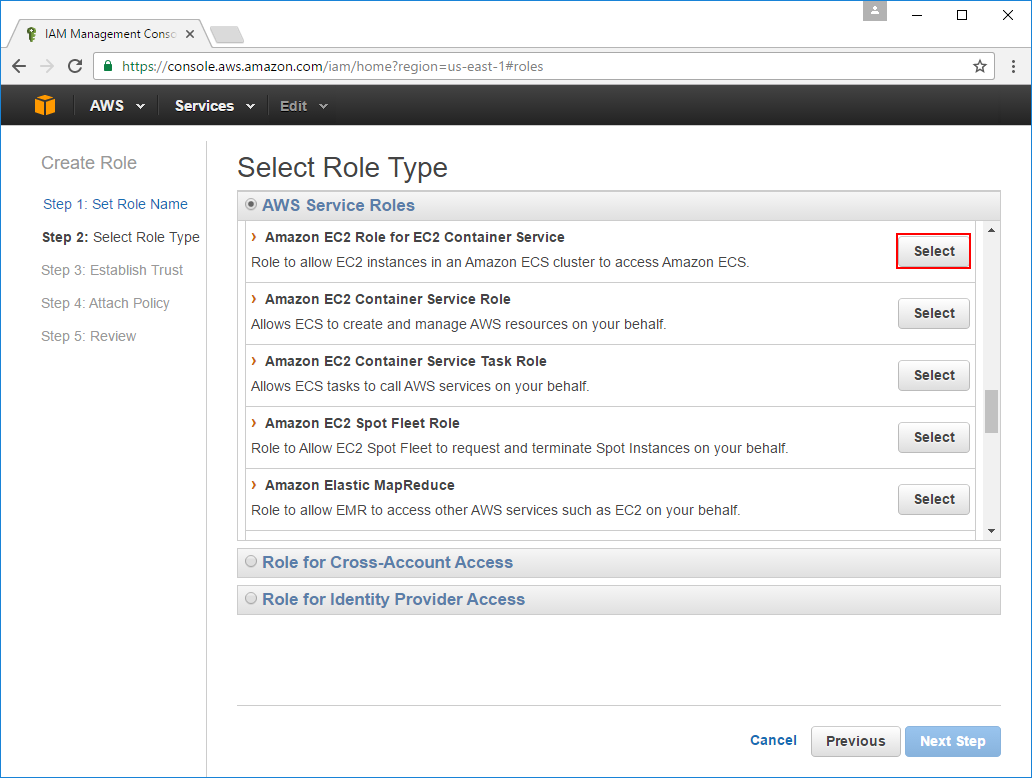 IAM Management Conso
https://console.aws.amazon.com/iam/home?region=us-east-1#roles
AWS Services Edit
Create Role
Step 1: Set Role Name
Step 2: Select Role Type
Step 3: Establish Trust
Step 4: Attach Policy
Step 5: Review
Select Role Type
AWS Service Roles
Amazon EC2 Role for EC2 Container Service
Role to allow EC2 instances in an Amazon ECS cluster to access Amazon ECS.
Select
Amazon EC2 Container Service Role
Allows ECS to create and manage AWS resources on your behalf.
Select
Amazon EC2 Container Service Task Role
Allows ECS tasks to call AWS services on your behalf.
Select
Amazon EC2 Spot Fleet Role
Role to Allow EC2 Spot Fleet to request and terminate Spot Instances on your behalf.
Select
Amazon Elastic MapReduce
Role to allow EMR to access other AWS services such as EC2 on your behalf.
Select
Role for Cross-Account Access
Role for Identity Provider Access
Cancel Previous Next Step